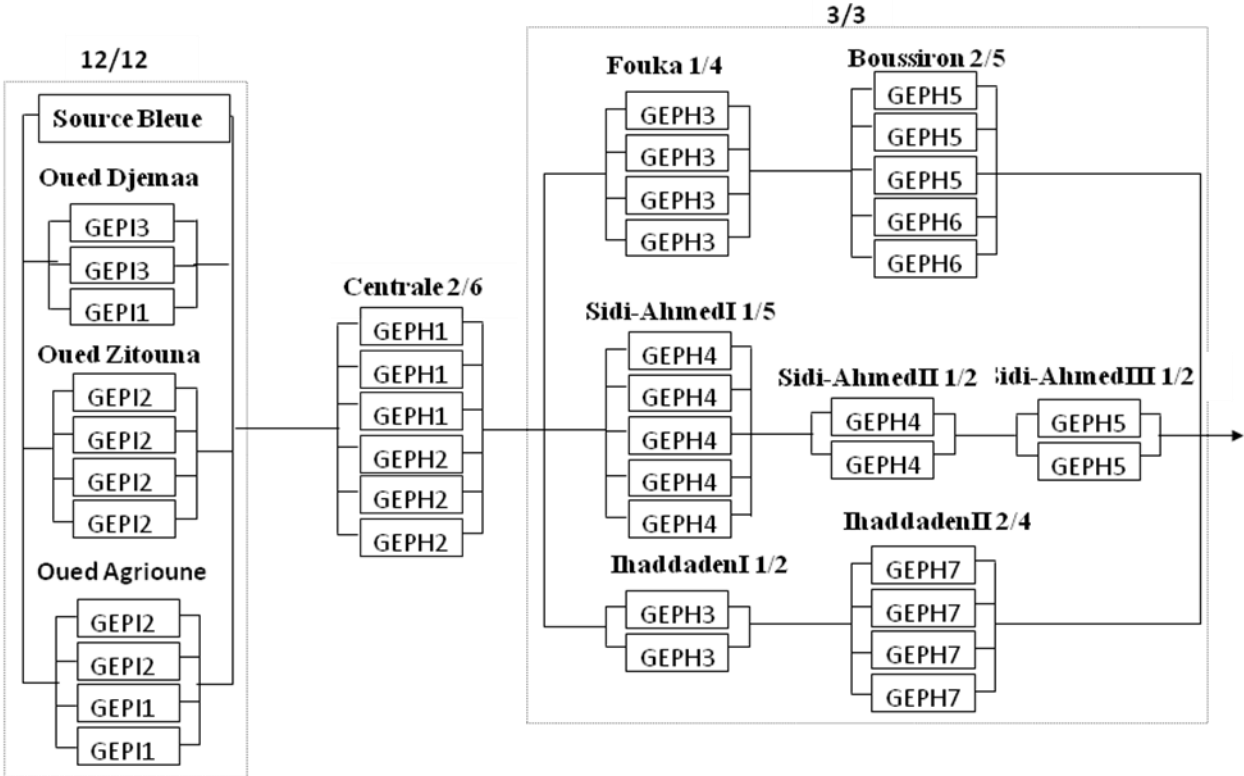 12/12
Source Bleue
Oued Djemaa
GEPI3
GEPI3
GEPI1
Oued Zitouna
GEPI2
GEPI2
GEPI2
GEPI2
Oued Agrioune
GEPI2
GEPI2
GEPI1
GEPI1
Centrale 2/6
GEPH1
GEPH1
GEPH1
GEPH2
GEPH2
GEPH2
3/3
Fouka 1/4
GEPH3
GEPH3
GEPH3
GEPH3
Boussiron 2/5
GEPH5
GEPH5
GEPH5
GEPH6
GEPH6
Sidi-AhmedI 1/5
GEPH4
GEPH4
GEPH4
GEPH4
GEPH4
Sidi-AhmedII 1/2
GEPH4
GEPH4
idi-AhmedIII 1/2
GEPH5
GEPH5
IhaddadenI 1/2
GEPH3
GEPH3
IhaddadenII 2/4
GEPH7
GEPH7
GEPH7
GEPH7